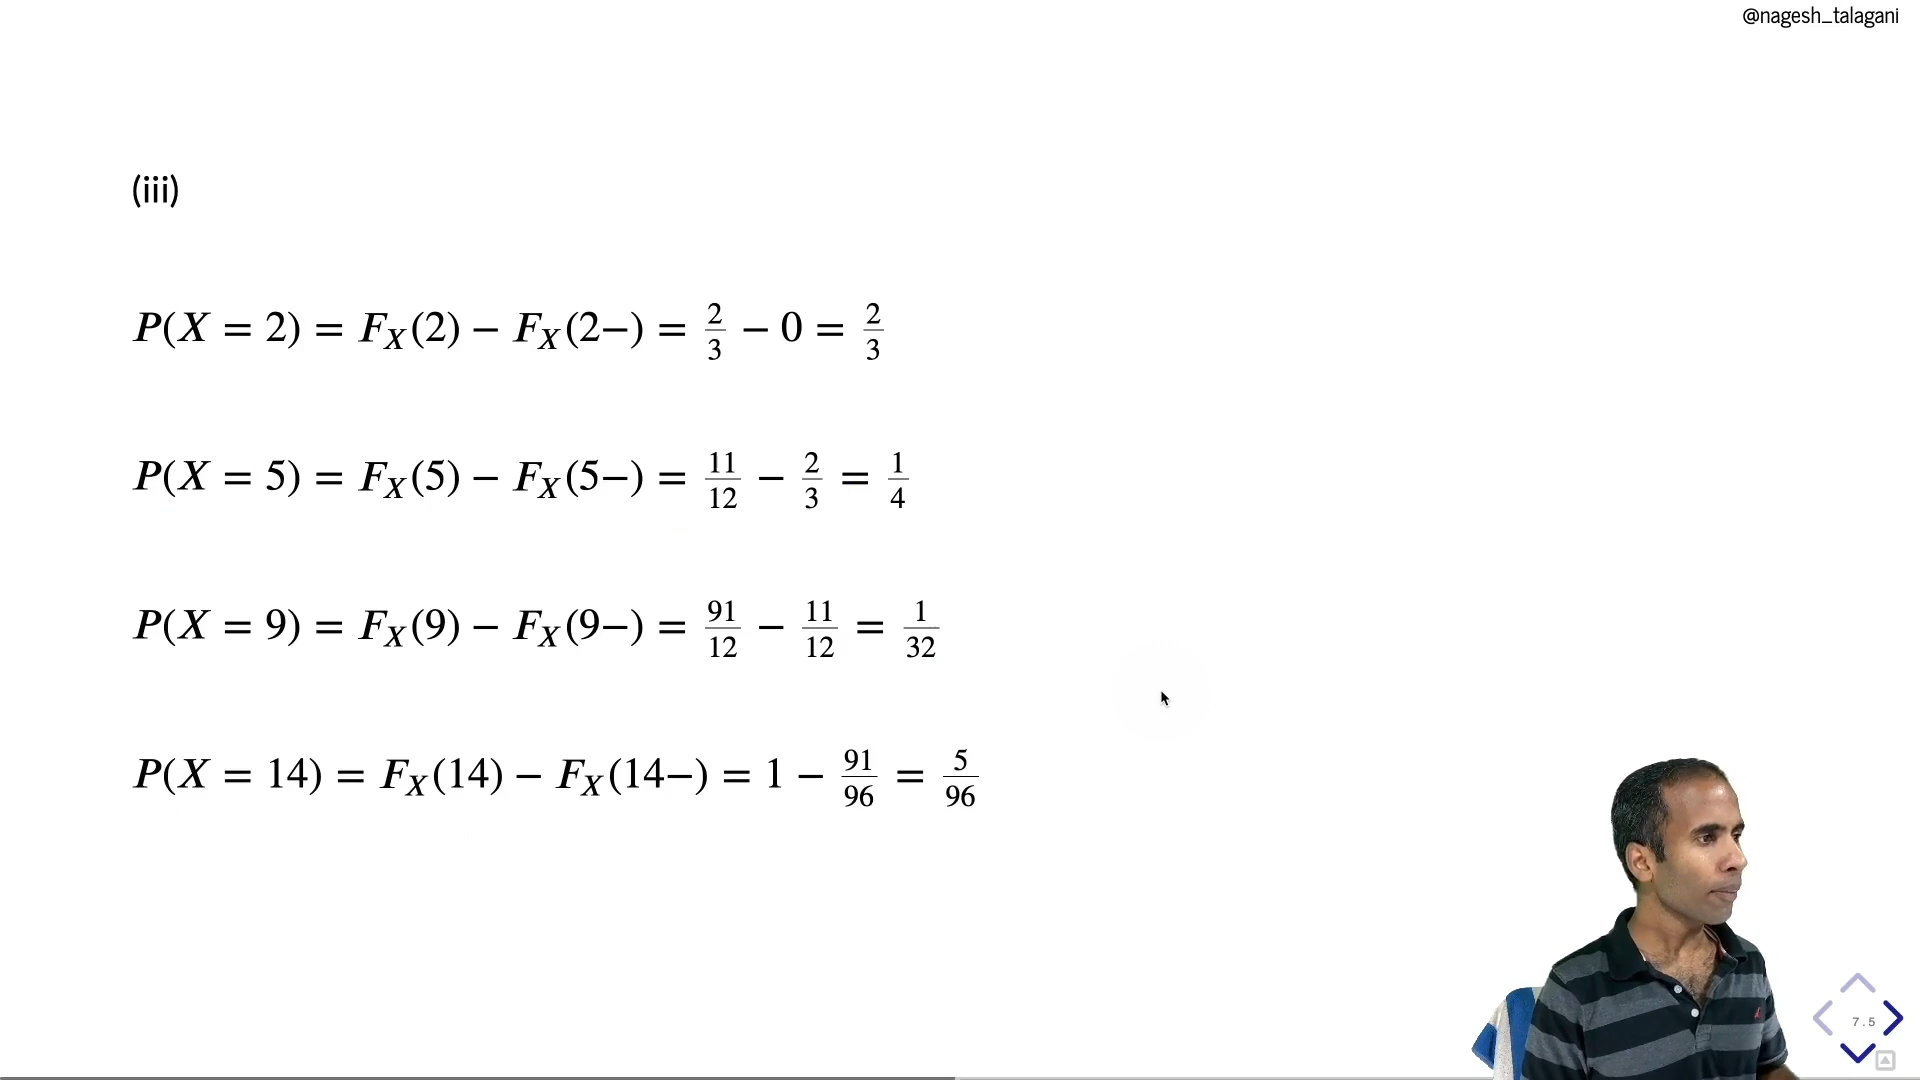 @nagesh_talagani
(iii)
P(X = 2) = F_X(2) − F_X(2−) = 2/3 − 0 = 2/3
P(X = 5) = F_X(5) − F_X(5−) = 11/12 − 2/3 = 1/4
P(X = 9) = F_X(9) − F_X(9−) = 91/12 − 11/12 = 1/32
P(X = 14) = F_X(14) − F_X(14−) = 1 − 91/96 = 5/96
7.5